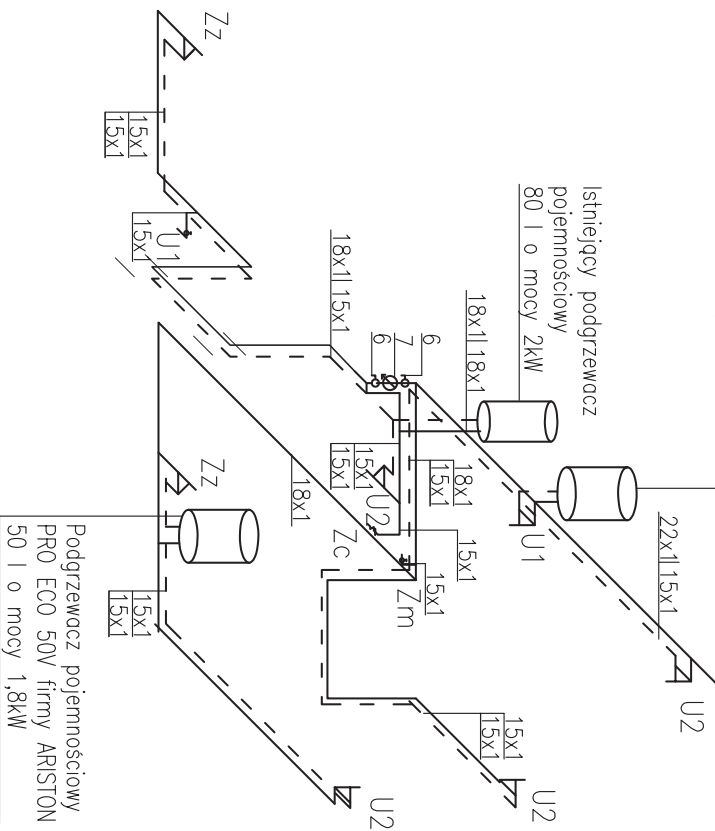 Istniejący podgrzewacz
pojemnościowy
80 l o mocy 2kW
22x1|15x1
U2
U1
18x1|18x1
6
7
6
18x1
15x1
15x1
15x1
Zm
15x1
15x1
U2
Zc
15x1
15x1
U2
18x1|15x1
18x1
U2
Zz
Zz
15x1
U1
15x1
15x1
15x1
15x1
Podgrzewacz pojemnościowy
PRO ECO 50V firmy ARISTON
50 l o mocy 1,8kW